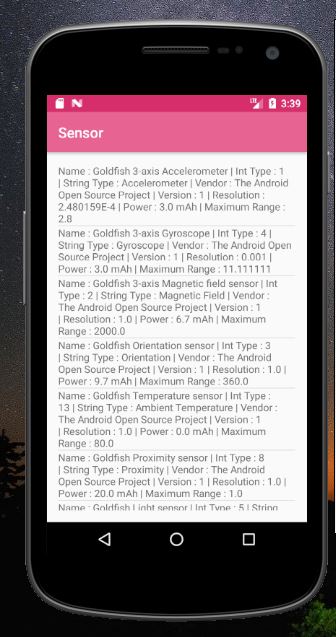 LTE 3:39
Sensor
Name : Goldfish 3-axis Accelerometer | Int Type : 1
| String Type : Accelerometer | Vendor : The Android
Open Source Project | Version : 1 | Resolution :
2.480159E-4 | Power : 3.0 mAh | Maximum Range :
2.8
Name : Goldfish 3-axis Gyroscope | Int Type : 4 |
String Type : Gyroscope | Vendor : The Android Open
Source Project | Version : 1 | Resolution : 0.001 |
Power : 3.0 mAh | Maximum Range : 11.111111
Name : Goldfish 3-axis Magnetic field sensor | Int
Type : 2 | String Type : Magnetic Field | Vendor :
The Android Open Source Project | Version : 1
| Resolution : 1.0 | Power : 6.7 mAh | Maximum
Range : 2000.0
Name : Goldfish Orientation sensor | Int Type : 3
| String Type : Orientation | Vendor : The Android
Open Source Project | Version : 1 | Resolution : 1.0 |
Power : 9.7 mAh | Maximum Range : 360.0
Name : Goldfish Temperature sensor | Int Type :
13 | String Type : Ambient Temperature | Vendor :
The Android Open Source Project | Version : 1
| Resolution : 1.0 | Power : 0.0 mAh | Maximum
Range : 80.0
Name : Goldfish Proximity sensor | Int Type : 8
| String Type : Proximity | Vendor : The Android
Open Source Project | Version : 1 | Resolution : 1.0 |
Power : 20.0 mAh | Maximum Range : 1.0
Name : Goldfish Light sensor | Int Type : 5 | String